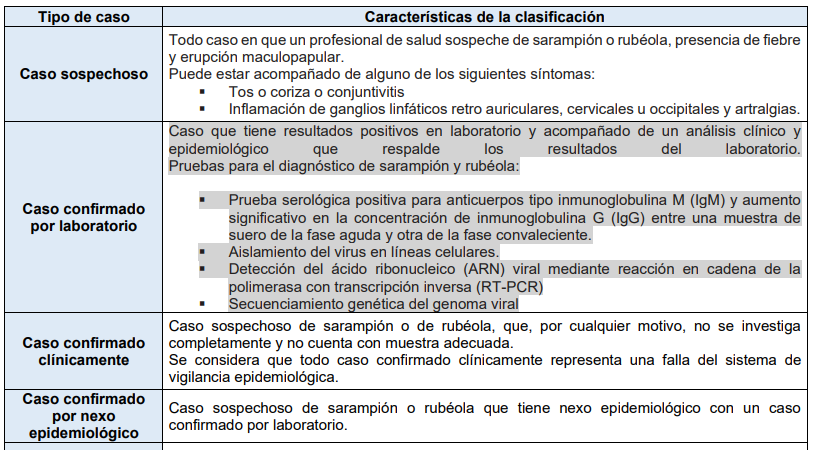 Tipo de caso
Características de la clasificación
Caso sospechoso
Todo caso en que un profesional de salud sospeche de sarampión o rubéola, presencia de fiebre
y erupción maculopapular.
Puede estar acompañado de alguno de los siguientes síntomas:
▪ Tos o coriza o conjuntivitis
▪ Inflamación de ganglios linfáticos retro auriculares, cervicales u occipitales y artralgias.
Caso confirmado
por laboratorio
Caso que tiene resultados positivos en laboratorio y acompañado de un análisis clínico y
epidemiológico que respalde los resultados del laboratorio.
Pruebas para el diagnóstico de sarampión y rubéola:
▪ Prueba serológica positiva para anticuerpos tipo inmunoglobulina M (IgM) y aumento
significativo en la concentración de inmunoglobulina G (IgG) entre una muestra de
suero de la fase aguda y otra de la fase convaleciente.
▪ Aislamiento del virus en líneas celulares.
▪ Detección del ácido ribonucleico (ARN) viral mediante reacción en cadena de la
polimerasa con transcripción inversa (RT-PCR)
▪ Secuenciamiento genética del genoma viral
Caso confirmado
clínicamente
Caso sospechoso de sarampión o de rubéola, que, por cualquier motivo, no se investiga
completamente y no cuenta con muestra adecuada.
Se considera que todo caso confirmado clínicamente representa una falla del sistema de
vigilancia epidemiológica.
Caso confirmado
por nexo
epidemiológico
Caso sospechoso de sarampión o rubéola que tiene nexo epidemiológico con un caso
confirmado por laboratorio.